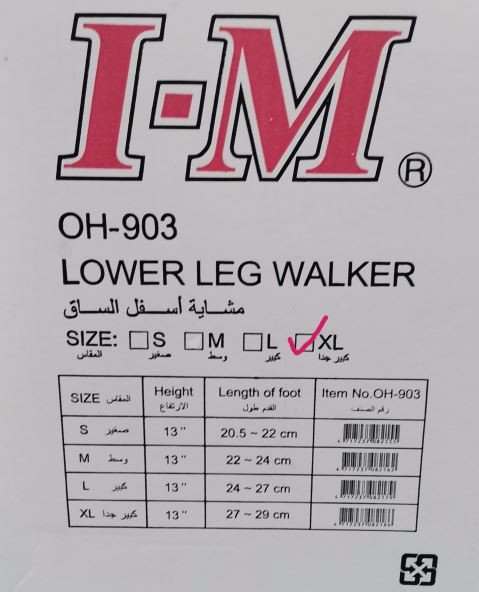 I-M®
OH-903
LOWER LEG WALKER
مشاية أسفل الساق
SIZE: S M L XL
المقاس صغير وسط كبير كبير جدا
SIZE المقاس Height Length of foot Item No.OH-903
الارتفاع القدم طول رقم الصنف
S صغير 13" 20.5 ~ 22 cm
M وسط 13" 22 ~ 24 cm
L كبير 13" 24 ~ 27 cm
XL كبير جدا 13" 27 ~ 29 cm